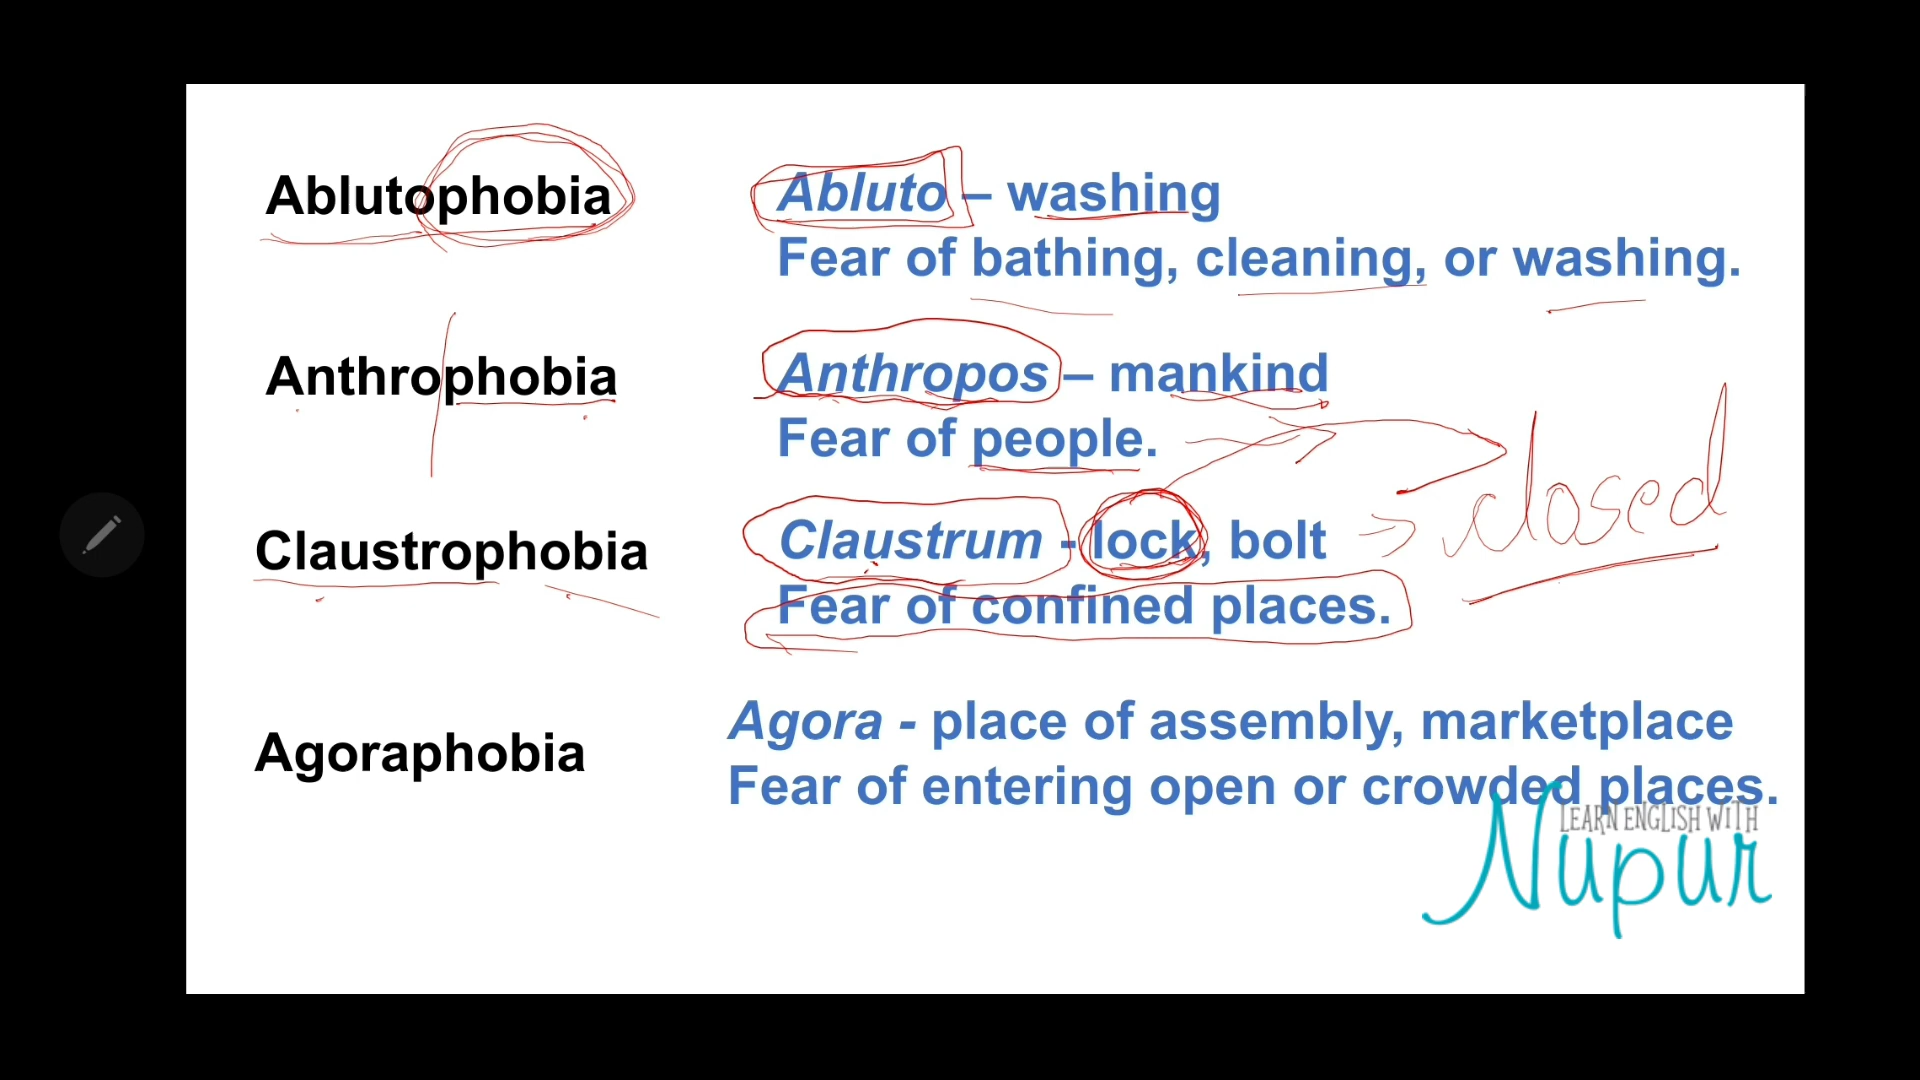 Ablutophobia
Abluto – washing
Fear of bathing, cleaning, or washing.
Anthrophobia
Anthropos – mankind
Fear of people.
Claustrophobia
Claustrum - lock, bolt
closed
Fear of confined places.
Agoraphobia
Agora - place of assembly, marketplace
Fear of entering open or crowded places.
LEARN ENGLISH WITH
Nupur